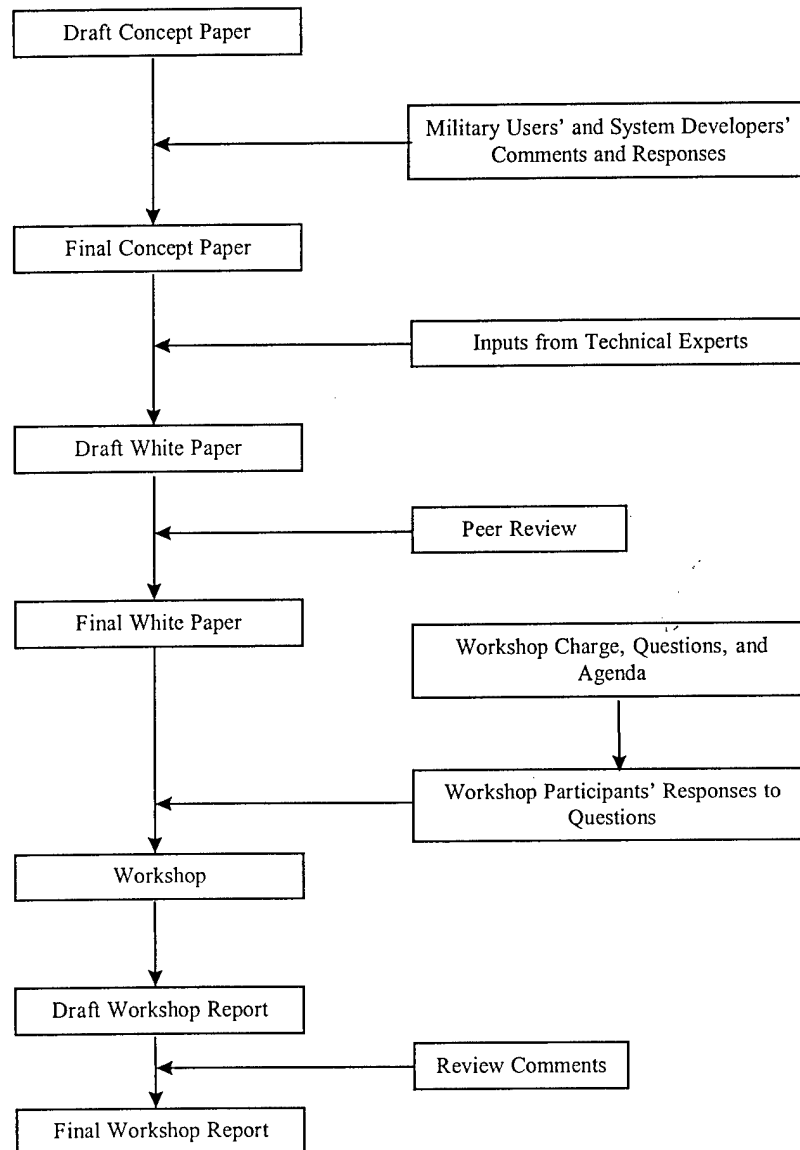 Draft Concept Paper
Military Users' and System Developers'
Comments and Responses
Final Concept Paper
Inputs from Technical Experts
Draft White Paper
Peer Review
Final White Paper
Workshop Charge, Questions, and
Agenda
Workshop Participants' Responses to
Questions
Workshop
Draft Workshop Report
Review Comments
Final Workshop Report